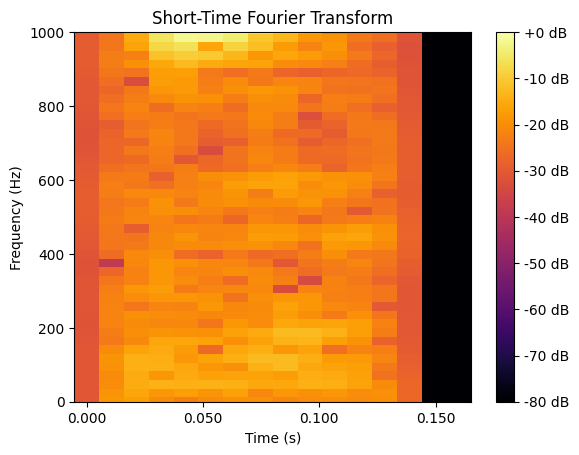 Short-Time Fourier Transform
1000
800
600
400
200
0
Frequency (Hz)
0.000
0.050
0.100
0.150
Time (s)
+0 dB
-10 dB
-20 dB
-30 dB
-40 dB
-50 dB
-60 dB
-70 dB
-80 dB